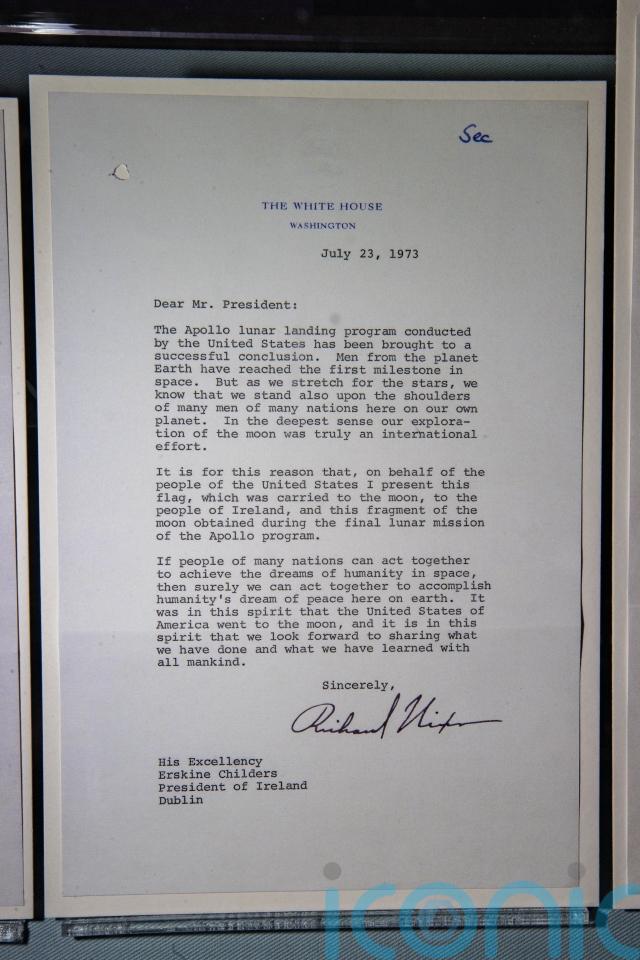 Sec
THE WHITE HOUSE
WASHINGTON
July 23, 1973
Dear Mr. President:
The Apollo lunar landing program conducted
by the United States has been brought to a
successful conclusion.  Men from the planet
Earth have reached the first milestone in
space.  But as we stretch for the stars, we
know that we stand also upon the shoulders
of many men of many nations here on our own
planet.  In the deepest sense our explora-
tion of the moon was truly an international
effort.
It is for this reason that, on behalf of the
people of the United States I present this
flag, which was carried to the moon, to the
people of Ireland, and this fragment of the
moon obtained during the final lunar mission
of the Apollo program.
If people of many nations can act together
to achieve the dreams of humanity in space,
then surely we can act together to accomplish
humanity's dream of peace here on earth.  It
was in this spirit that the United States of
America went to the moon, and it is in this
spirit that we look forward to sharing what
we have done and what we have learned with
all mankind.
Sincerely,
Richard Nixon
His Excellency
Erskine Childers
President of Ireland
Dublin
iconic